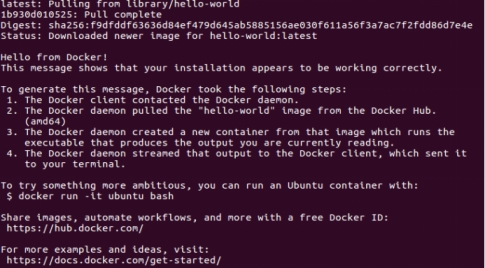 latest: Pulling from library/hello-world
1b930d010525: Pull complete
Digest: sha256:f9dfddf63636d84ef479d645ab5885156ae030f611a56f3a7ac7f2fdd86d7e4e
Status: Downloaded newer image for hello-world:latest
Hello from Docker!
This message shows that your installation appears to be working correctly.
To generate this message, Docker took the following steps:
1. The Docker client contacted the Docker daemon.
2. The Docker daemon pulled the "hello-world" image from the Docker Hub.
(amd64)
3. The Docker daemon created a new container from that image which runs the
executable that produces the output you are currently reading.
4. The Docker daemon streamed that output to the Docker client, which sent it
to your terminal.
To try something more ambitious, you can run an Ubuntu container with:
$ docker run -it ubuntu bash
Share images, automate workflows, and more with a free Docker ID:
https://hub.docker.com/
For more examples and ideas, visit:
https://docs.docker.com/get-started/